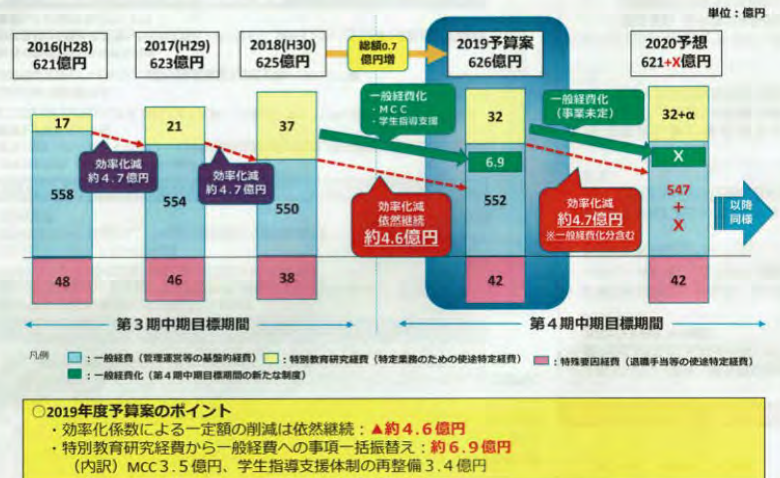 単位：億円
2016(H28)
621億円
2017(H29)
623億円
2018(H30)
625億円
総額0.7
億円増
2019予算案
626億円
2020予想
621+X億円
17
効率化減
約4.7億円
558
48
21
効率化減
約4.7億円
554
46
37
550
38
一般経費化
・MCC
・学生指導支援
効率化減
依然継続
約4.6億円
32
6.9
552
42
一般経費化
（事業未定）
効率化減
約4.7億円
※一般経費化分含む
32+α
X
547
+
X
42
以降
同様
第３期中期目標期間
第４期中期目標期間
凡例
：一般経費（管理運営等の基盤的経費）
：特別教育研究経費（特定業務のための使途特定経費）
：特殊要因経費（退職手当等の使途特定経費）
：一般経費化（第４期中期目標期間の新たな制度）
○2019年度予算案のポイント
・効率化係数による一定額の削減は依然継続：▲約４.６億円
・特別教育研究経費から一般経費への事項一括振替え：約６.９億円
（内訳）MCC３.５億円、学生指導支援体制の再整備３.４億円